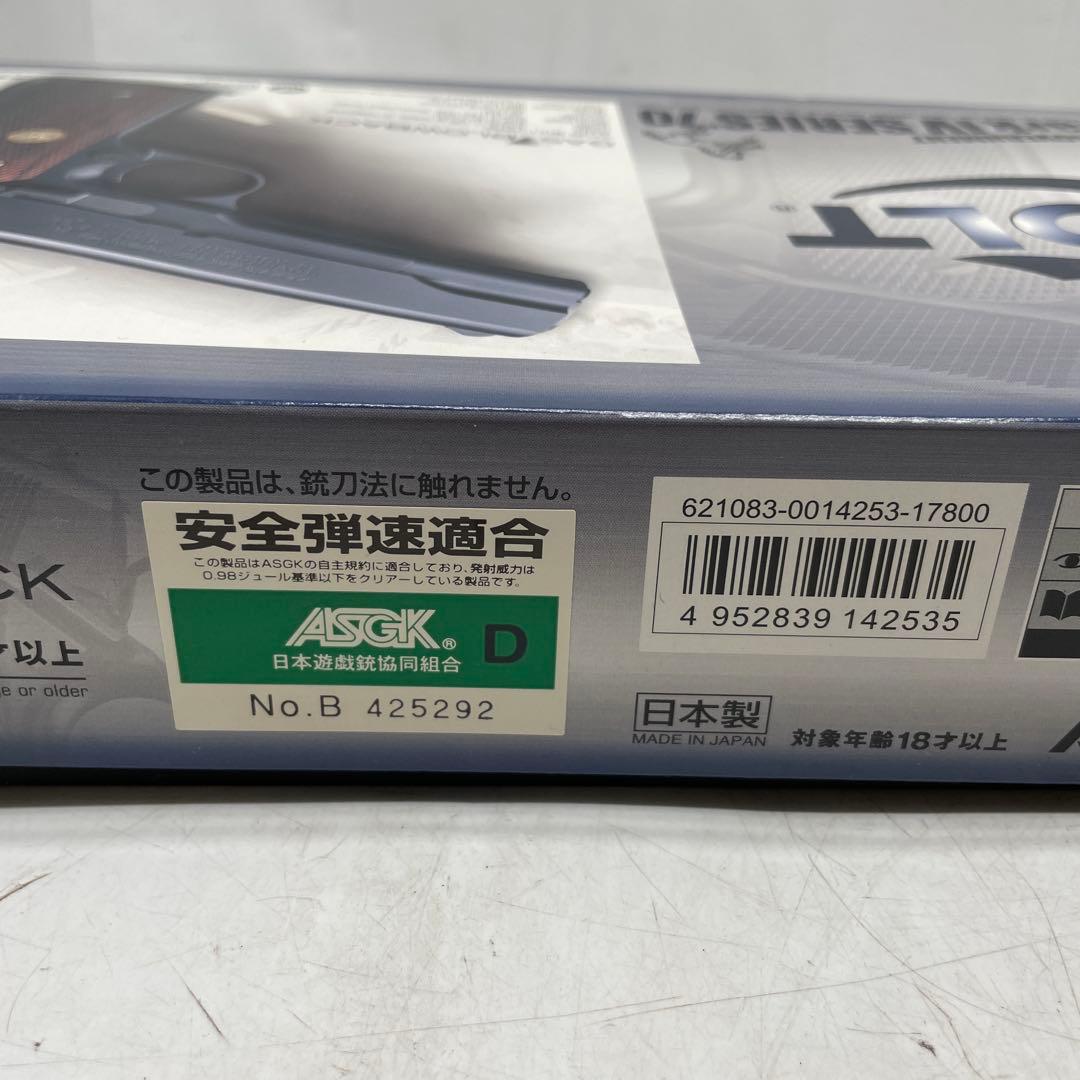 SERIES 70
この製品は、銃刀法に触れません。
安全弾速適合
この製品はASGKの自主規約に適合しており、発射威力は
0.98ジュール基準以下をクリアーしている製品です。
ASGK® D
日本遊戯銃協同組合
No.B 425292
CK
才以上
e or older
621083-0014253-17800
4 952839 142535
日本製
MADE IN JAPAN
対象年齢18才以上